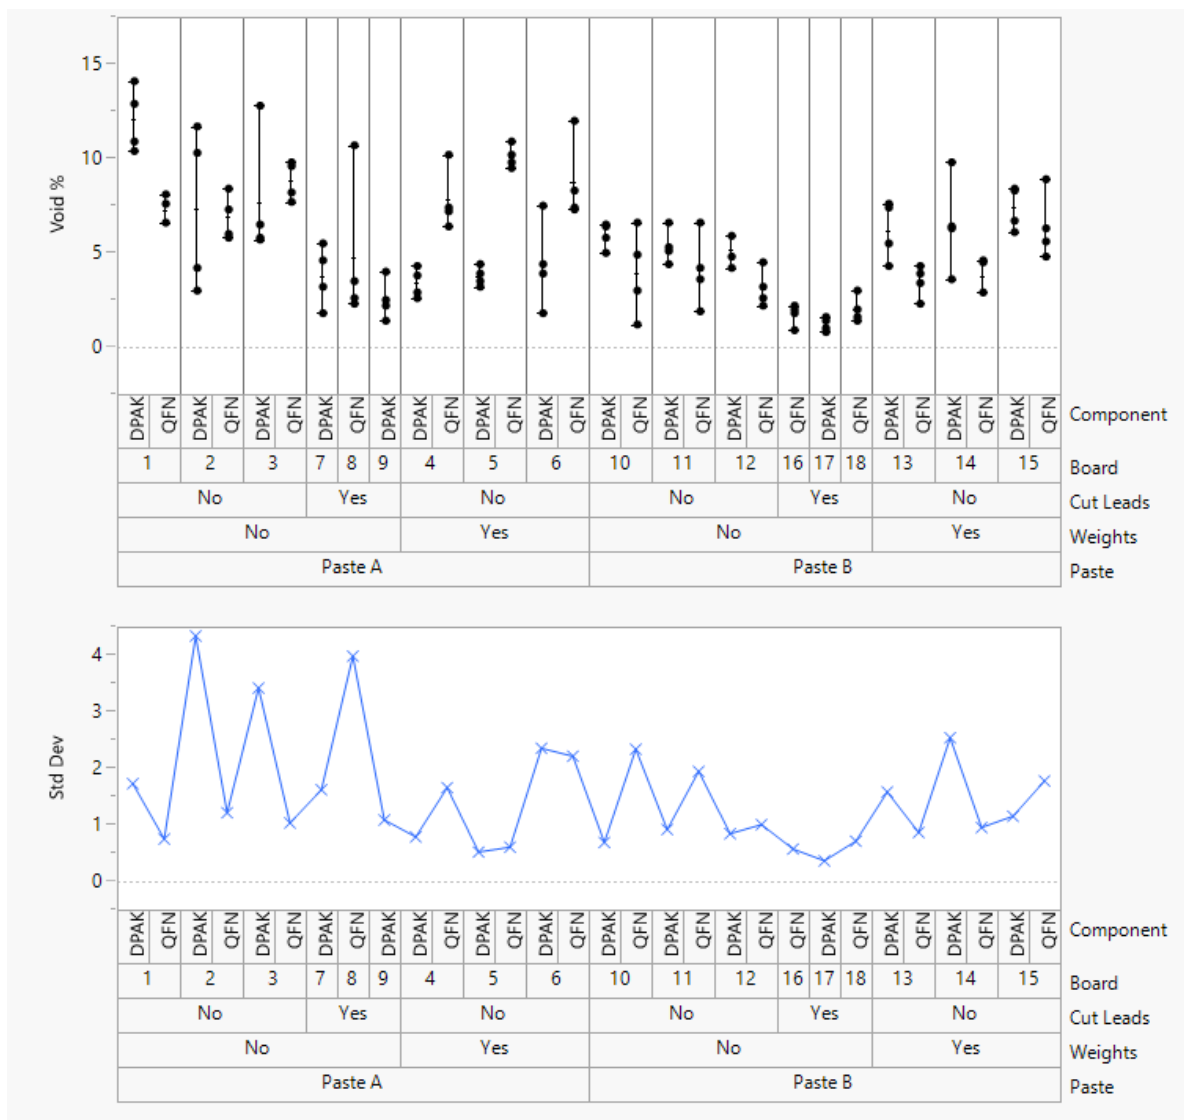 15
10
5
0
Void %
DPAK QFN DPAK QFN DPAK QFN DPAK QFN DPAK DPAK QFN DPAK QFN DPAK QFN DPAK QFN DPAK QFN DPAK QFN QFN DPAK QFN DPAK QFN DPAK QFN DPAK QFN Component
1 2 3 7 8 9 4 5 6 10 11 12 16 17 18 13 14 15 Board
No Yes No No Yes No Cut Leads
No Yes No Yes Weights
Paste A Paste B Paste
4
3
2
1
0
Std Dev
DPAK QFN DPAK QFN DPAK QFN DPAK QFN DPAK DPAK QFN DPAK QFN DPAK QFN DPAK QFN DPAK QFN DPAK QFN QFN DPAK QFN DPAK QFN DPAK QFN DPAK QFN Component
1 2 3 7 8 9 4 5 6 10 11 12 16 17 18 13 14 15 Board
No Yes No No Yes No Cut Leads
No Yes No Yes Weights
Paste A Paste B Paste